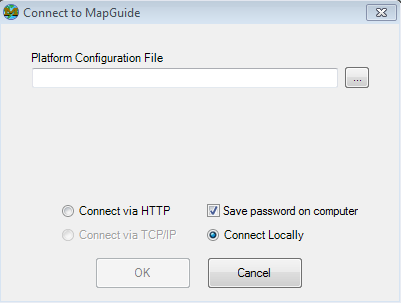 Connect to MapGuide
Platform Configuration File
...
Connect via HTTP
Save password on computer
Connect via TCP/IP
Connect Locally
OK
Cancel